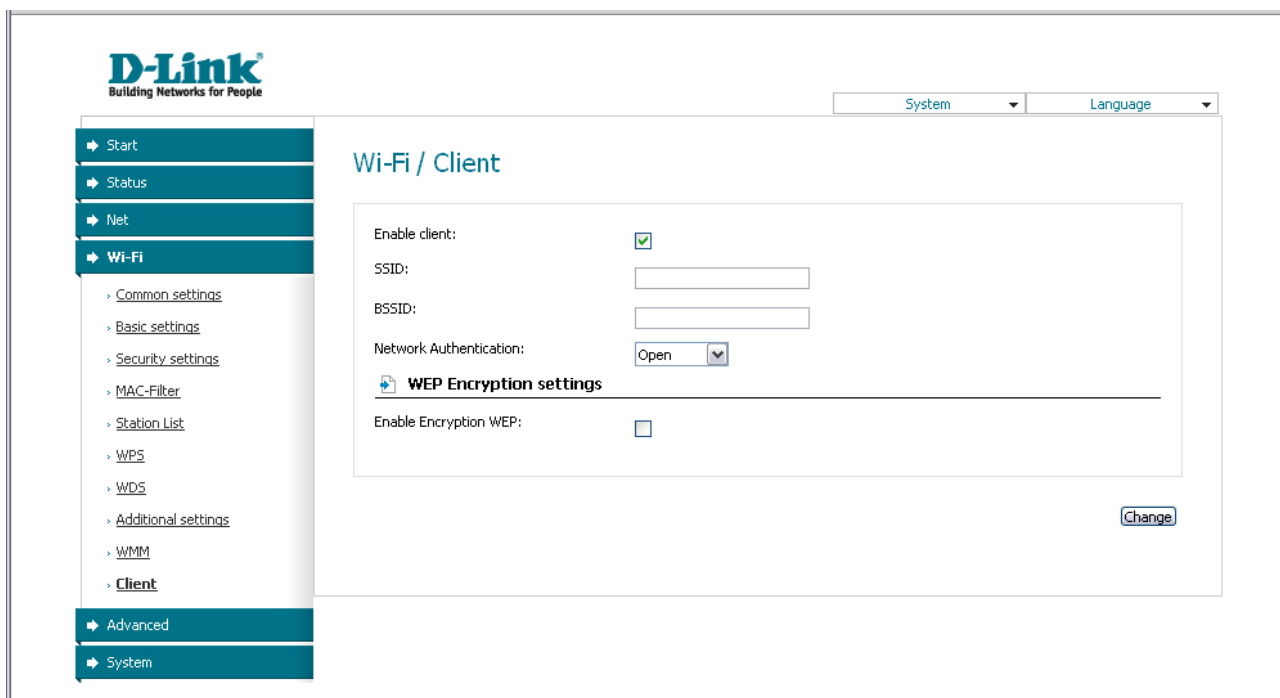 D-Link
Building Networks for People
System
Language
Start
Status
Net
Wi-Fi
Common settings
Basic settings
Security settings
MAC-Filter
Station List
WPS
WDS
Additional settings
WMM
Client
Advanced
System
Wi-Fi / Client
Enable client:
SSID:
BSSID:
Network Authentication:
Open
WEP Encryption settings
Enable Encryption WEP:
Change